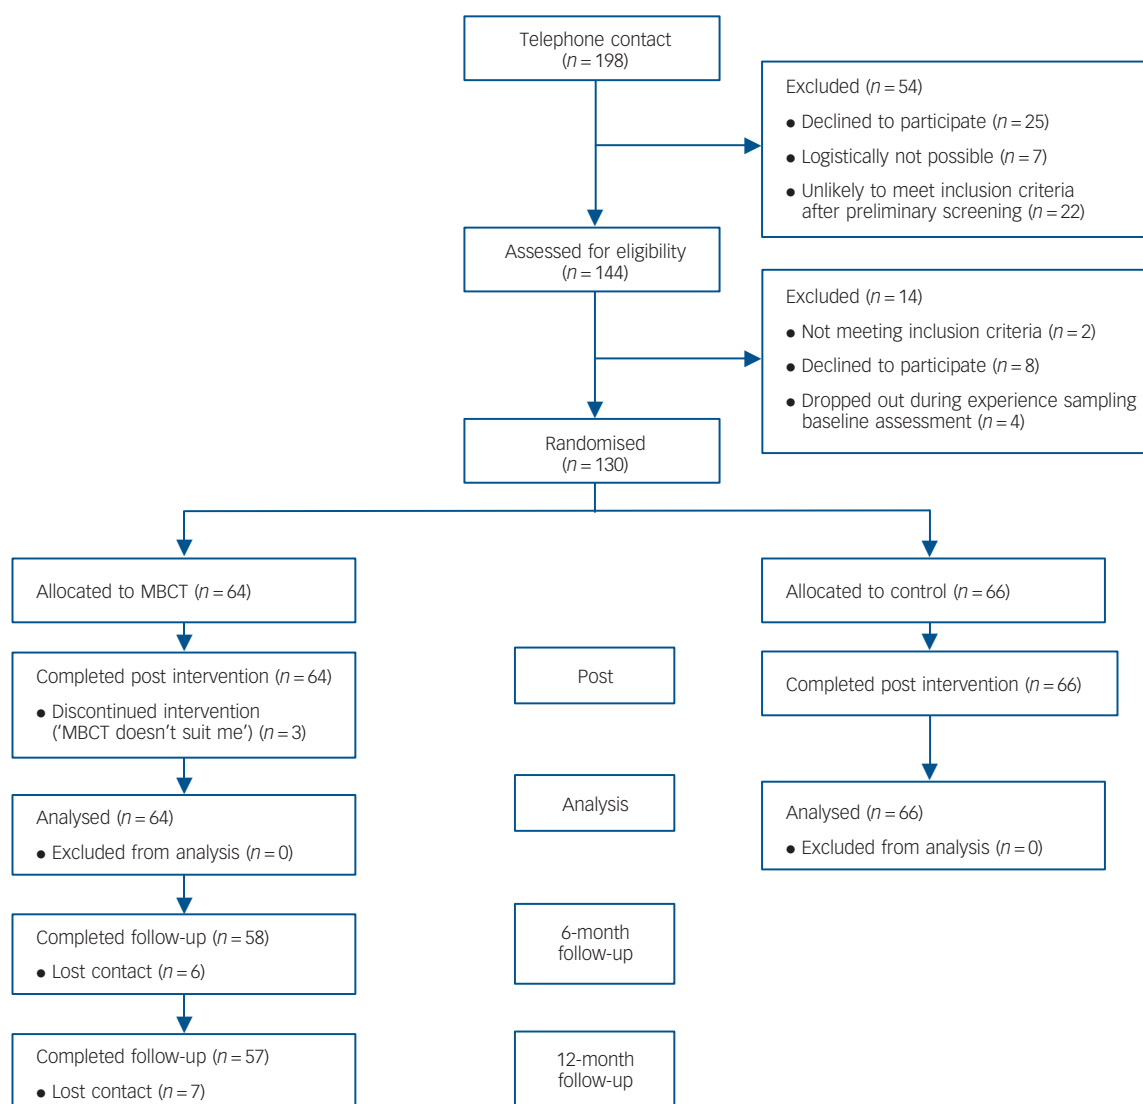 Telephone contact
(n = 198)
Excluded (n = 54)
• Declined to participate (n = 25)
• Logistically not possible (n = 7)
• Unlikely to meet inclusion criteria
after preliminary screening (n = 22)
Assessed for eligibility
(n = 144)
Excluded (n = 14)
• Not meeting inclusion criteria (n = 2)
• Declined to participate (n = 8)
• Dropped out during experience sampling
baseline assessment (n = 4)
Randomised
(n = 130)
Allocated to MBCT (n = 64)
Allocated to control (n = 66)
Completed post intervention (n = 64)
• Discontinued intervention
(‘MBCT doesn’t suit me’) (n = 3)
Post
Completed post intervention (n = 66)
Analysed (n = 64)
• Excluded from analysis (n = 0)
Analysis
Analysed (n = 66)
• Excluded from analysis (n = 0)
Completed follow-up (n = 58)
• Lost contact (n = 6)
6-month
follow-up
Completed follow-up (n = 57)
• Lost contact (n = 7)
12-month
follow-up